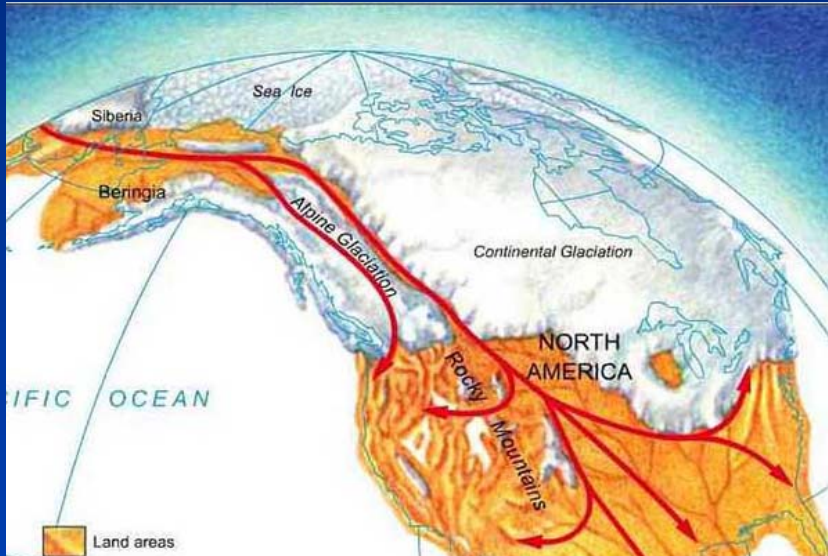 Sea Ice
Siberia
Beringia
Alpine Glaciation
Continental Glaciation
NORTH
AMERICA
Rocky
Mountains
IFIC OCEAN
Land areas